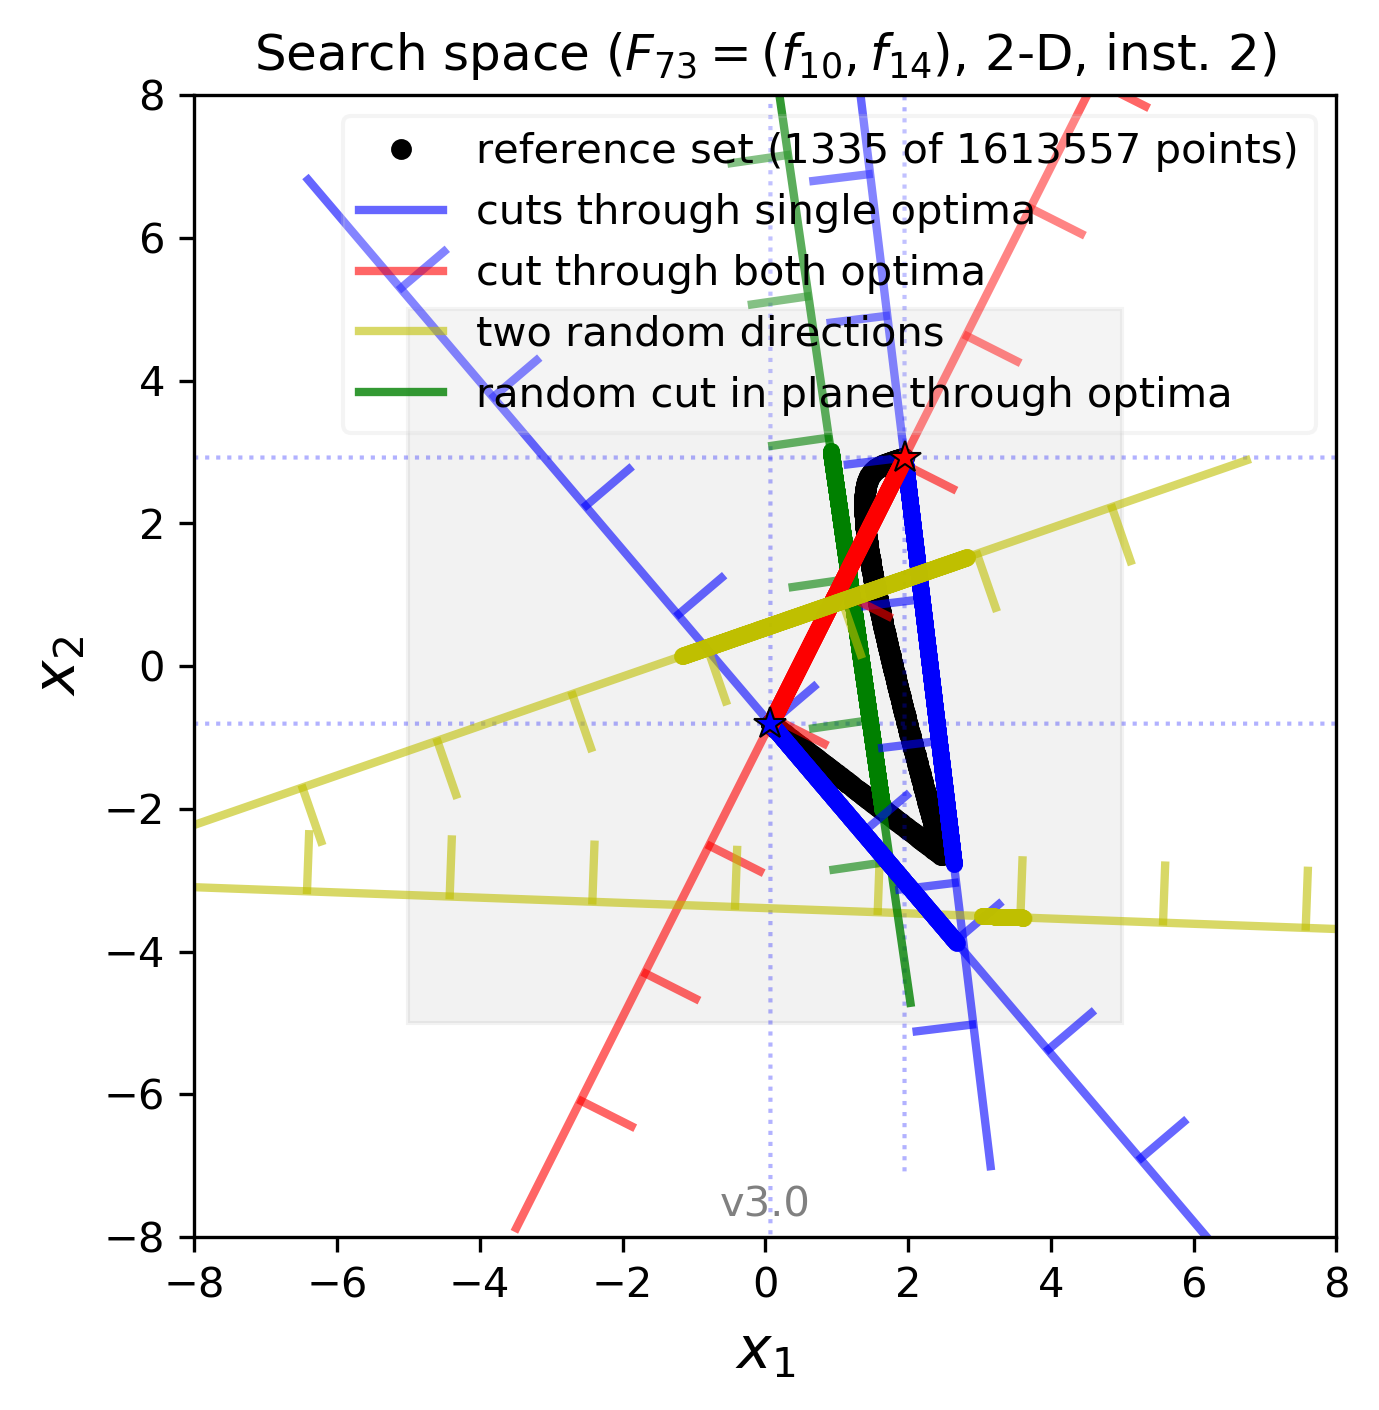 Search space (F₇₃ = (f₁₀, f₁₄), 2-D, inst. 2)
8
6
4
2
0
−2
−4
−6
−8
x₂
reference set (1335 of 1613557 points)
cuts through single optima
cut through both optima
two random directions
random cut in plane through optima
v3.0
−8 −6 −4 −2 0 2 4 6 8
x₁